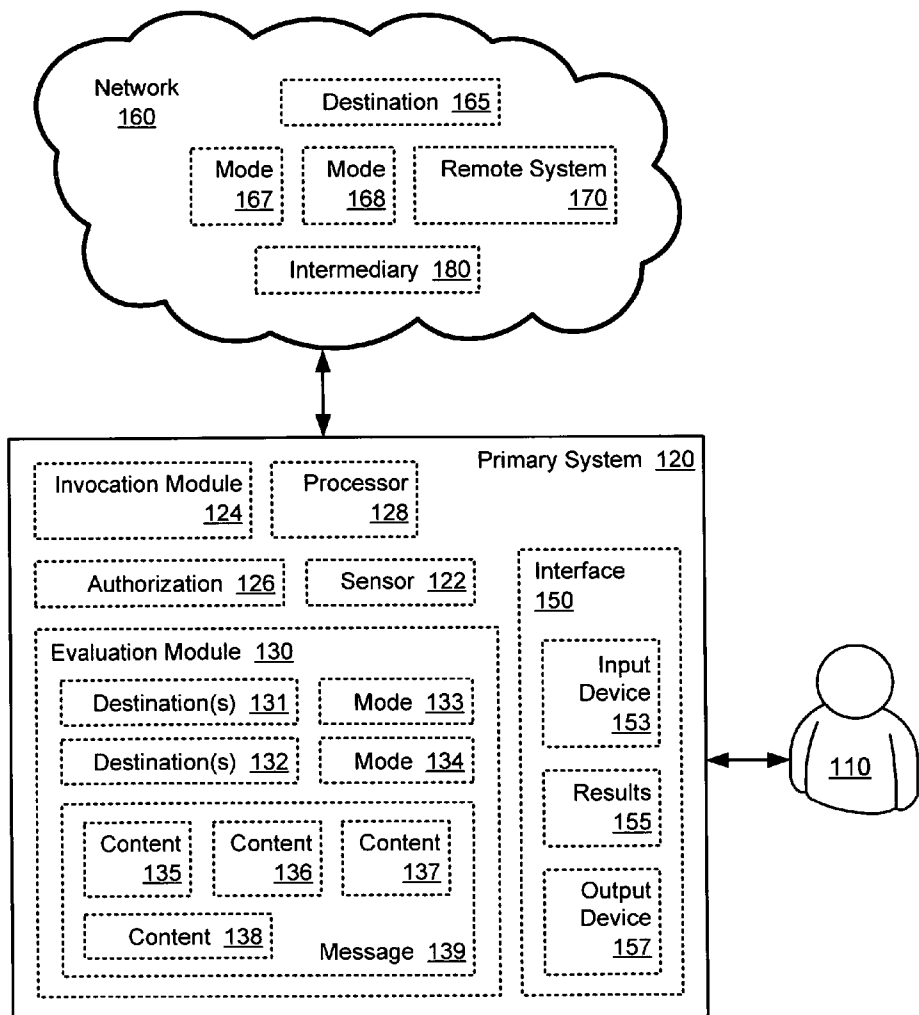 Network
160
Destination 165
Mode
167
Mode
168
Remote System
170
Intermediary 180
Primary System 120
Invocation Module
124
Processor
128
Authorization 126
Sensor 122
Interface
150
Evaluation Module 130
Destination(s) 131
Mode 133
Destination(s) 132
Mode 134
Content
135
Content
136
Content
137
Content 138
Message 139
Input
Device
153
Results
155
Output
Device
157
110